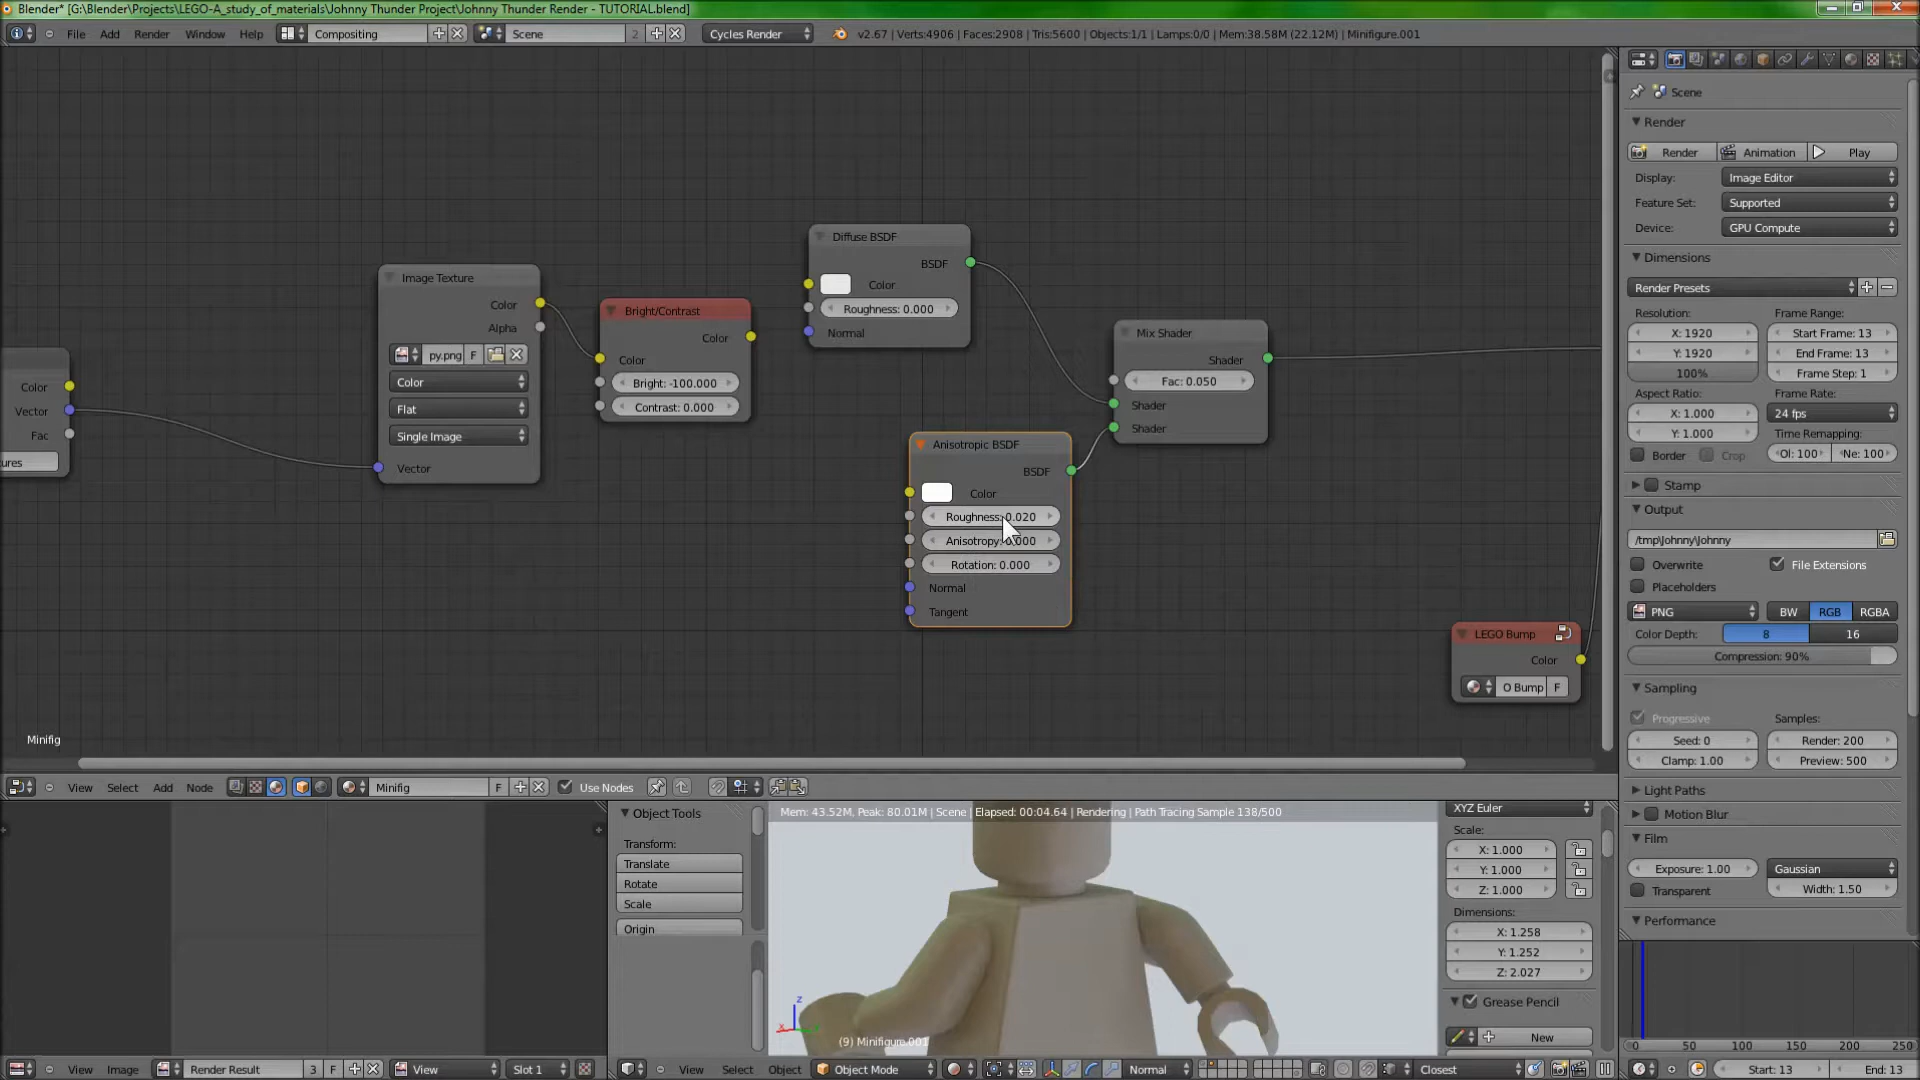 Blender* [G:\Blender\Projects\LEGO-A_study_of_materials\Johnny Thunder Project\Johnny Thunder Render - TUTORIAL.blend]
File Add Render Window Help Compositing Scene 2 Cycles Render v2.67 | Verts:4906 | Faces:2908 | Tris:5600 | Objects:1/1 | Lamps:0/0 | Mem:38.58M (22.12M) | Minifigure.001
Color
Vector
Fac
ures
Image Texture
Color
Alpha
py.png F
Color
Flat
Single Image
Vector
Bright/Contrast
Color
Color
Bright: -100.000
Contrast: 0.000
Diffuse BSDF
BSDF
Color
Roughness: 0.000
Normal
Anisotropic BSDF
BSDF
Color
Roughness: 0.020
Anisotropy: 0.000
Rotation: 0.000
Normal
Tangent
Mix Shader
Shader
Fac: 0.050
Shader
Shader
LEGO Bump
Color
O Bump F
Minifig
View Select Add Node Minifig F Use Nodes
Scene
Render
Render Animation Play
Display: Image Editor
Feature Set: Supported
Device: GPU Compute
Dimensions
Render Presets
Resolution: Frame Range:
X: 1920 Start Frame: 13
Y: 1920 End Frame: 13
100% Frame Step: 1
Aspect Ratio: Frame Rate:
X: 1.000 24 fps
Y: 1.000 Time Remapping:
Border Crop Ol: 100 Ne: 100
Stamp
Output
/tmp\Johnny\Johnny
Overwrite File Extensions
Placeholders
PNG BW RGB RGBA
Color Depth: 8 16
Compression: 90%
Sampling
Progressive Samples:
Seed: 0 Render: 200
Clamp: 1.00 Preview: 500
Light Paths
Motion Blur
Film
Exposure: 1.00 Gaussian
Transparent Width: 1.50
Performance
Object Tools
Transform:
Translate
Rotate
Scale
Origin
Mem: 43.52M, Peak: 80.01M | Scene | Elapsed: 00:04.64 | Rendering | Path Tracing Sample 138/500
z
(9) Minifigure.001
XYZ Euler
Scale:
X: 1.000
Y: 1.000
Z: 1.000
Dimensions:
X: 1.258
Y: 1.252
Z: 2.027
Grease Pencil
New
0 50 100 150 200 250
View Image Render Result 3 F View Slot 1
View Select Object Object Mode Normal Closest
Start: 13 End: 13